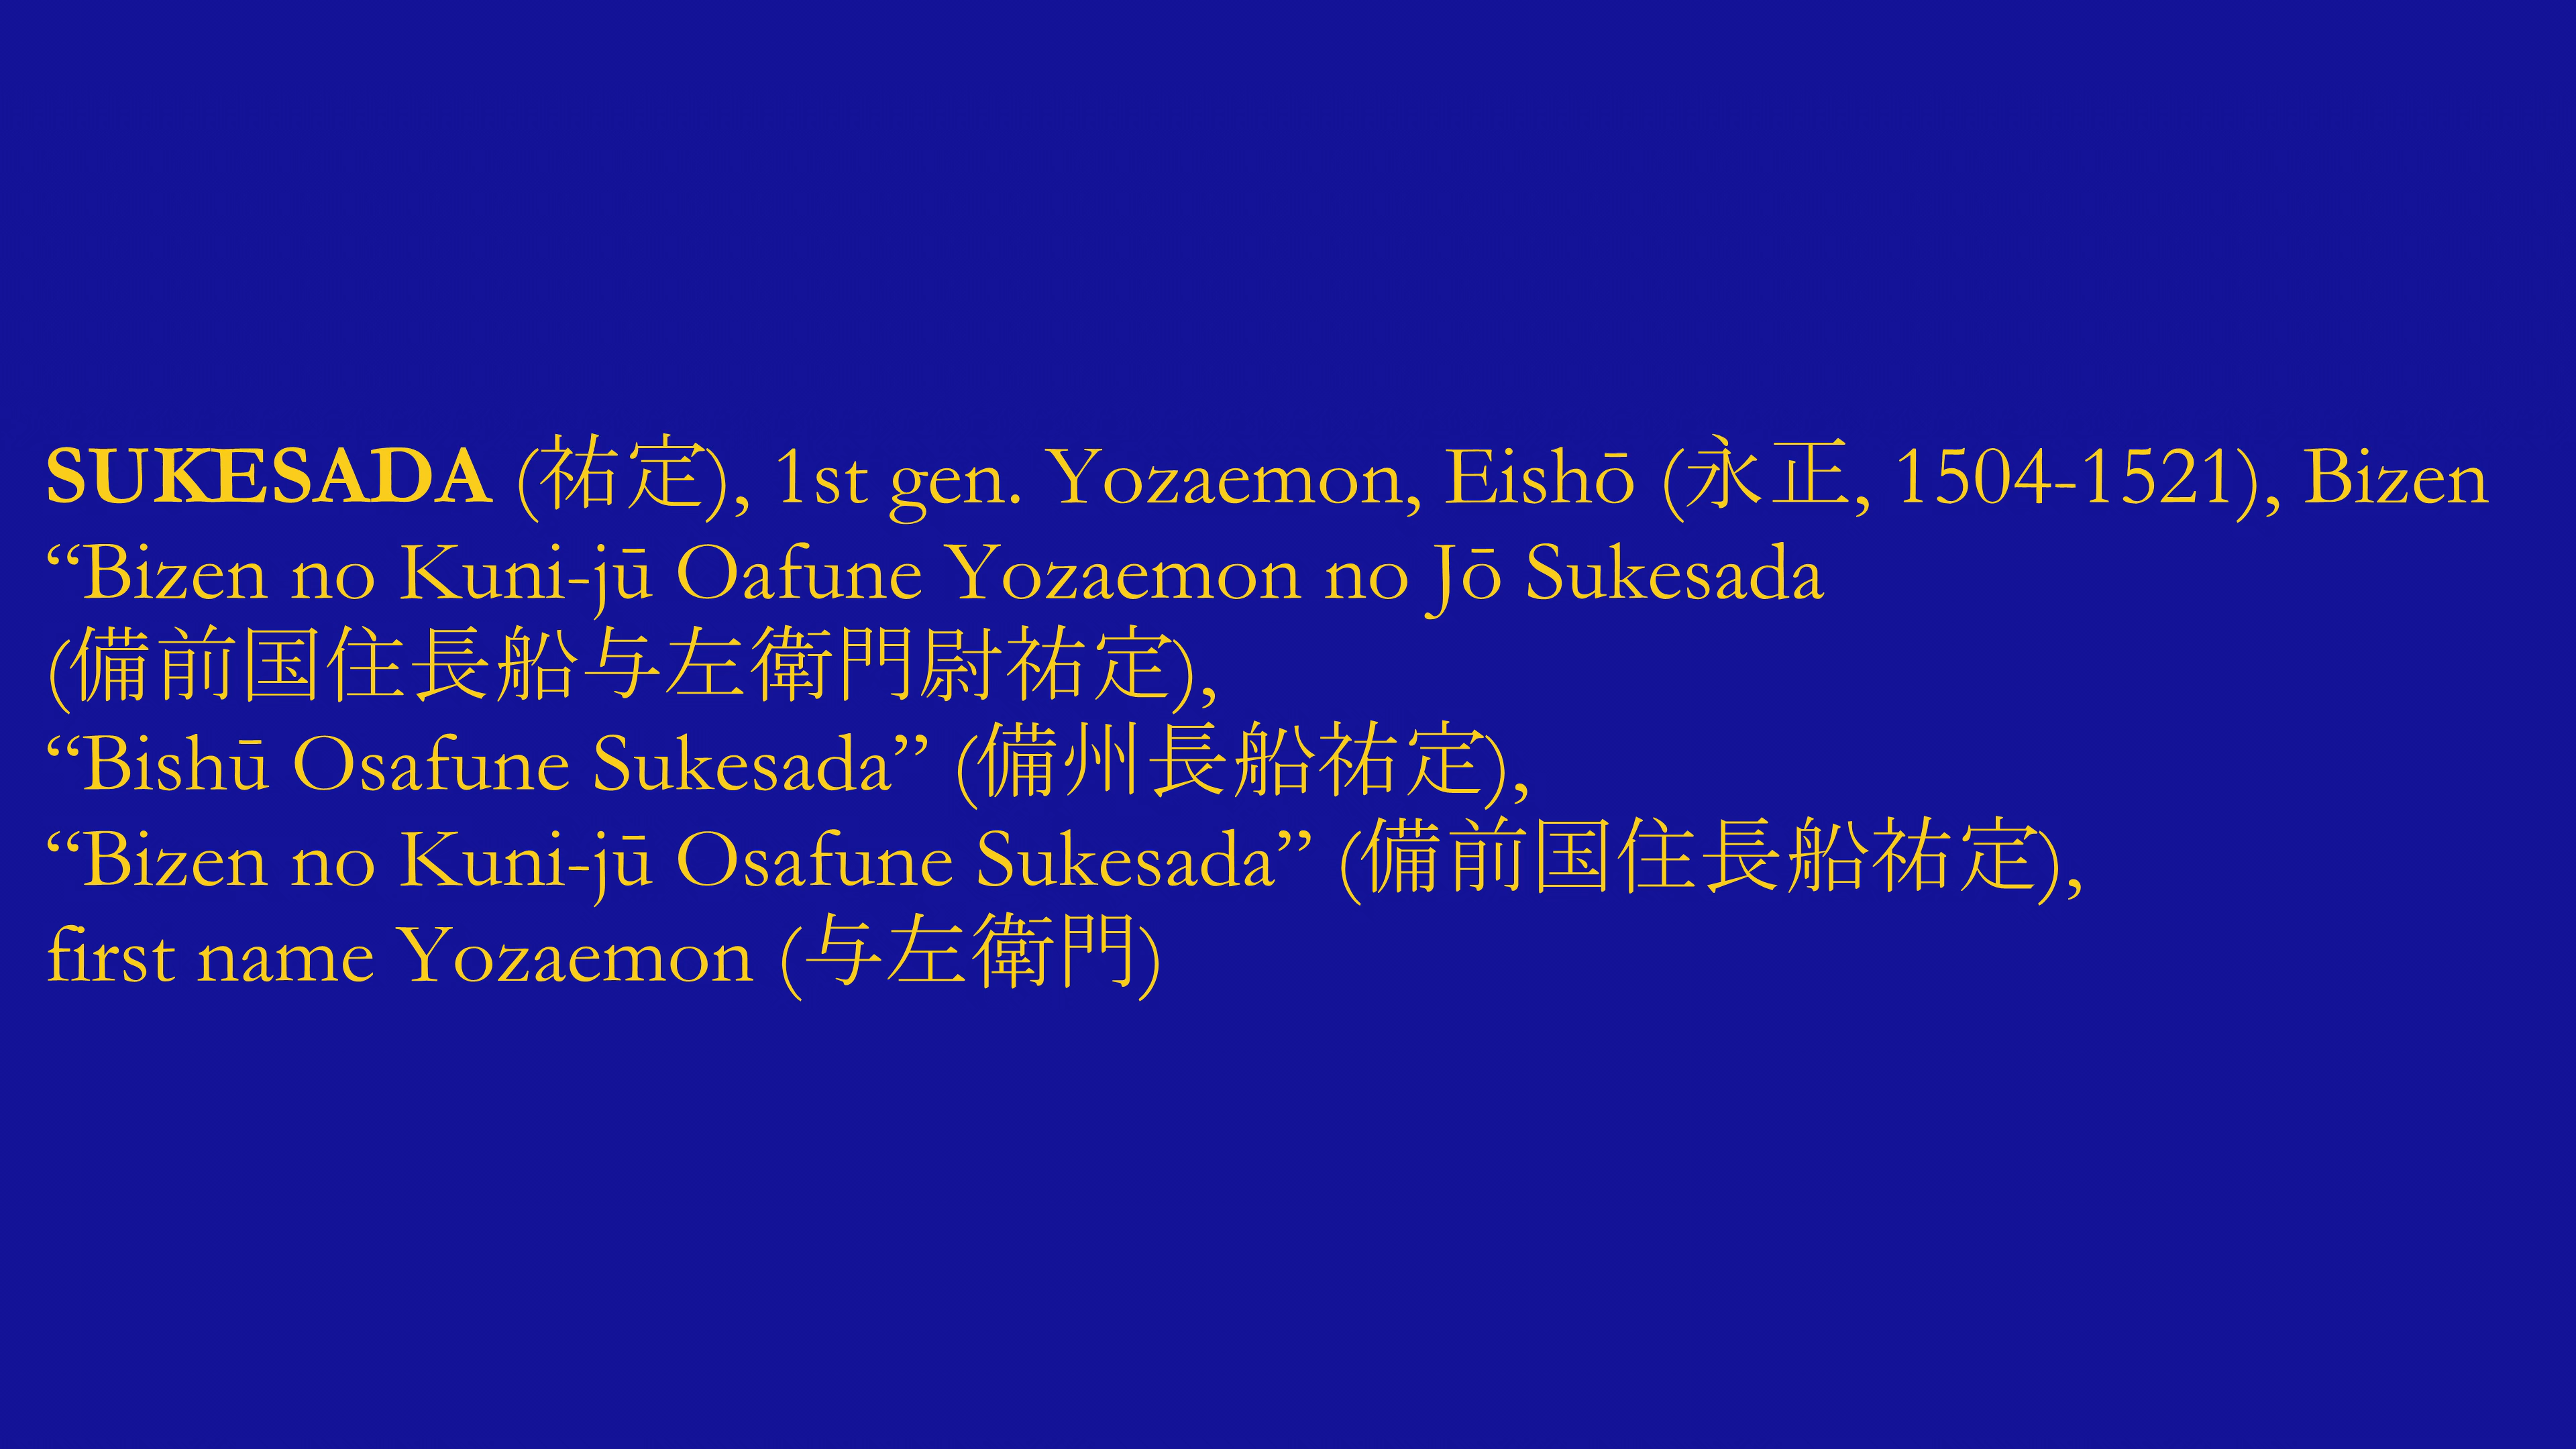 SUKESADA (祐定), 1st gen. Yozaemon, Eishō (永正, 1504-1521), Bizen
“Bizen no Kuni-jū Oafune Yozaemon no Jō Sukesada
(備前国住長船与左衛門尉祐定),
“Bishū Osafune Sukesada” (備州長船祐定),
“Bizen no Kuni-jū Osafune Sukesada” (備前国住長船祐定),
first name Yozaemon (与左衛門)